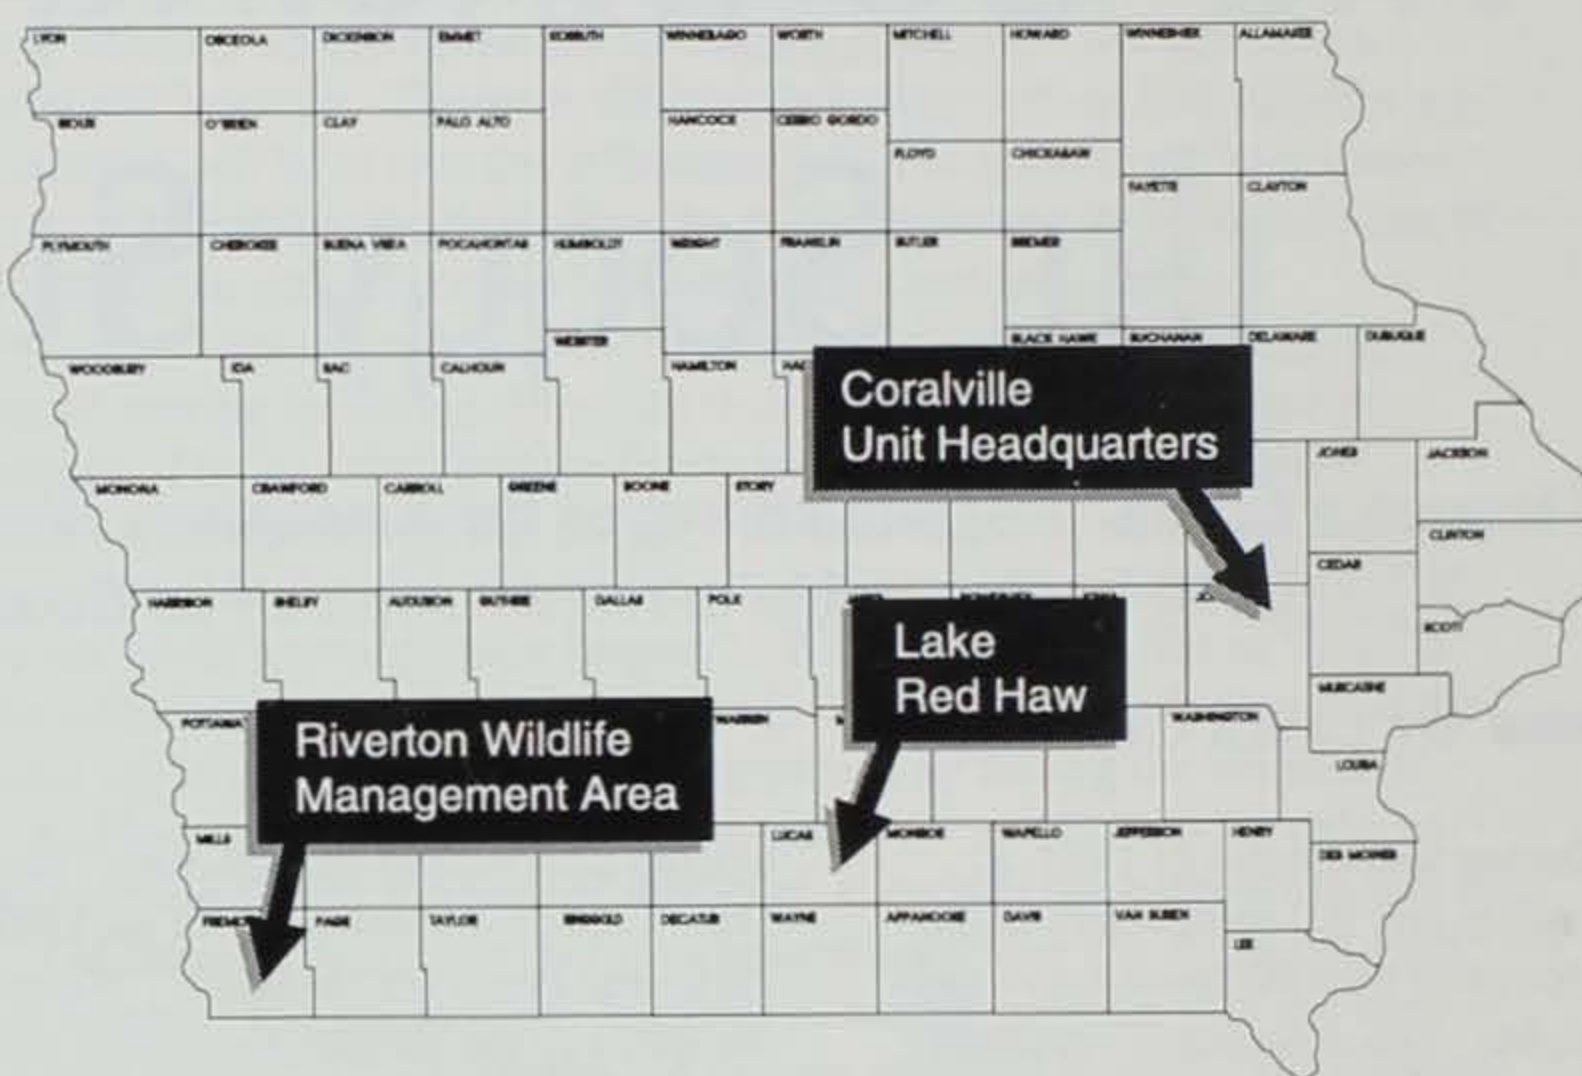 LYON OSCEOLA DICKINSON EMMET KOSSUTH WINNEBAGO WORTH MITCHELL HOWARD WINNESHIEK ALLAMAKEE
SIOUX O'BRIEN CLAY PALO ALTO HANCOCK CERRO GORDO
FLOYD CHICKASAW
FAYETTE CLAYTON
PLYMOUTH CHEROKEE BUENA VISTA POCAHONTAS HUMBOLDT WRIGHT FRANKLIN BUTLER BREMER
WEBSTER BLACK HAWK BUCHANAN DELAWARE DUBUQUE
WOODBURY IDA SAC CALHOUN HAMILTON
Coralville
Unit Headquarters
JONES JACKSON
MONONA CRAWFORD CARROLL GREENE BOONE STORY
CLINTON
CEDAR
HARRISON SHELBY AUDUBON GUTHRIE DALLAS POLK
SCOTT
Lake
Red Haw
MUSCATINE
WARREN WASHINGTON
Riverton Wildlife
Management Area
LOUISA
MILLS LUCAS MONROE WAPELLO JEFFERSON HENRY
DES MOINES
PAGE TAYLOR RINGGOLD DECATUR WAYNE APPANOOSE DAVIS VAN BUREN
LEE